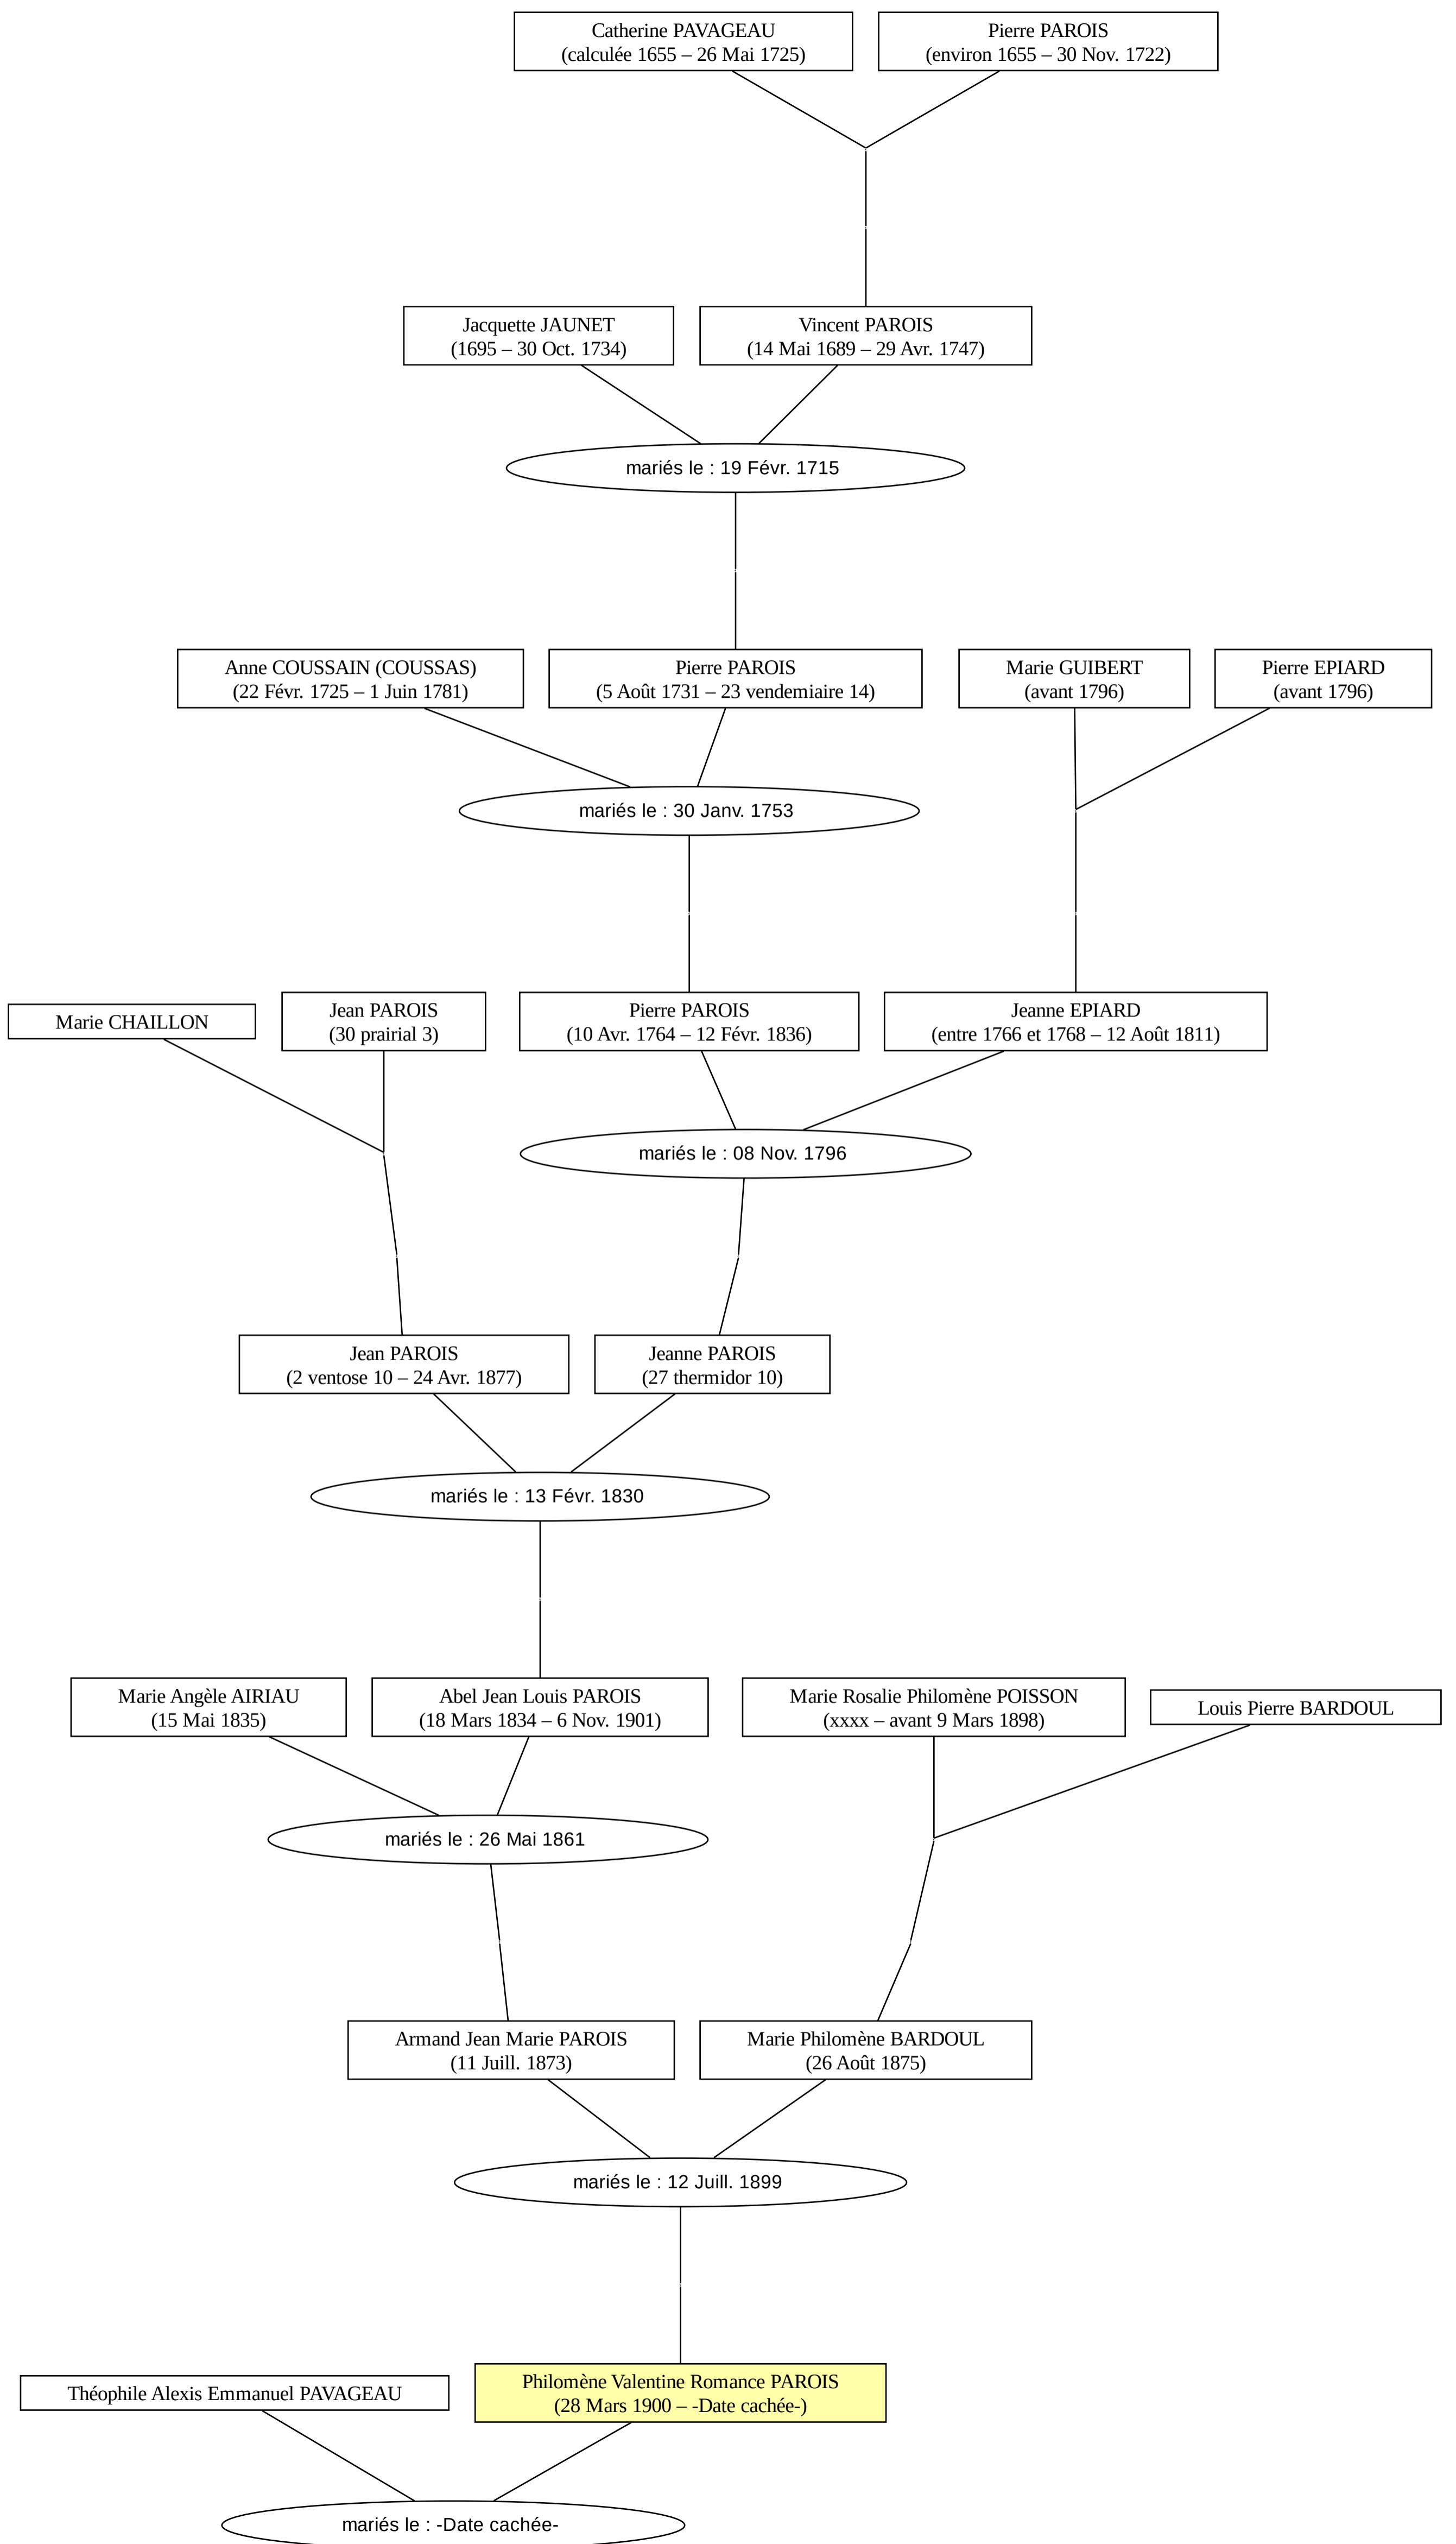 Catherine PAVAGEAU
(calculée 1655 – 26 Mai 1725)
Pierre PAROIS
(environ 1655 – 30 Nov. 1722)
Jacquette JAUNET
(1695 – 30 Oct. 1734)
Vincent PAROIS
(14 Mai 1689 – 29 Avr. 1747)
mariés le : 19 Févr. 1715
Anne COUSSAIN (COUSSAS)
(22 Févr. 1725 – 1 Juin 1781)
Pierre PAROIS
(5 Août 1731 – 23 vendemiaire 14)
Marie GUIBERT
(avant 1796)
Pierre EPIARD
(avant 1796)
mariés le : 30 Janv. 1753
Marie CHAILLON
Jean PAROIS
(30 prairial 3)
Pierre PAROIS
(10 Avr. 1764 – 12 Févr. 1836)
Jeanne EPIARD
(entre 1766 et 1768 – 12 Août 1811)
mariés le : 08 Nov. 1796
Jean PAROIS
(2 ventose 10 – 24 Avr. 1877)
Jeanne PAROIS
(27 thermidor 10)
mariés le : 13 Févr. 1830
Marie Angèle AIRIAU
(15 Mai 1835)
Abel Jean Louis PAROIS
(18 Mars 1834 – 6 Nov. 1901)
Marie Rosalie Philomène POISSON
(xxxx – avant 9 Mars 1898)
Louis Pierre BARDOUL
mariés le : 26 Mai 1861
Armand Jean Marie PAROIS
(11 Juill. 1873)
Marie Philomène BARDOUL
(26 Août 1875)
mariés le : 12 Juill. 1899
Théophile Alexis Emmanuel PAVAGEAU
Philomène Valentine Romance PAROIS
(28 Mars 1900 – -Date cachée-)
mariés le : -Date cachée-